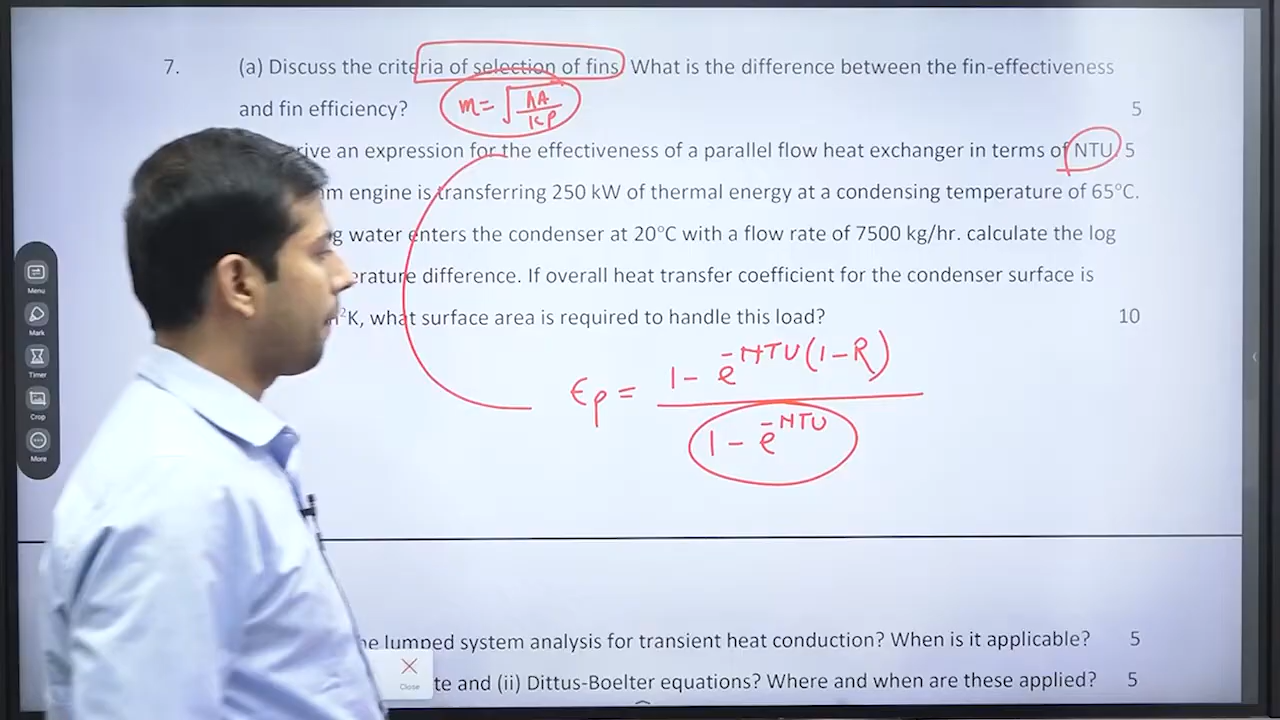 7. (a) Discuss the criteria of selection of fins. What is the difference between the fin-effectiveness
and fin efficiency? 5
m = √(hA/KP)
an expression for the effectiveness of a parallel flow heat exchanger in terms of NTU. 5
engine is transferring 250 kW of thermal energy at a condensing temperature of 65°C.
water enters the condenser at 20°C with a flow rate of 7500 kg/hr. calculate the log
difference. If overall heat transfer coefficient for the condenser surface is
²K, what surface area is required to handle this load? 10
ϵp = (1 - e^-NTU(1-R)) / (1 - e^-NTU)
lumped system analysis for transient heat conduction? When is it applicable? 5
and (ii) Dittus-Boelter equations? Where and when are these applied? 5
Menu
Mark
Timer
Crop
More
Close